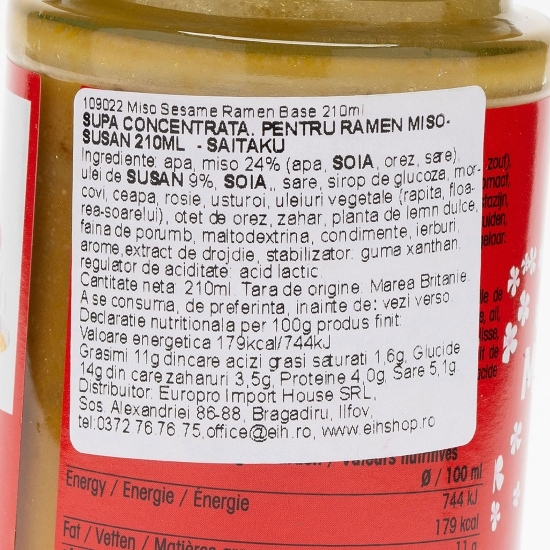 109022 Miso Sesame Ramen Base 210ml
SUPA CONCENTRATA. PENTRU RAMEN MISO-
SUSAN 210ML - SAITAKU
Ingrediente: apa, miso 24% (apa, SOIA, orez, sare),
ulei de SUSAN 9%, SOIA,, sare, sirop de glucoza, mor-
covi, ceapa, rosie, usturoi, uleiuri vegetale (rapita, floa-
rea-soarelui), otet de orez, zahar, planta de lemn dulce,
faina de porumb, maltodextrina, condimente, ierburi,
arome,extract de drojdie, stabilizator: guma xanthan,
regulator de aciditate: acid lactic.
Cantitate neta: 210ml. Tara de origine: Marea Britanie.
A se consuma, de preferinta, inainte de: vezi verso.
Declaratie nutritionala per 100g produs finit:
Valoare energetica 179kcal/744kJ
Grasimi 11g dincare acizi grasi saturati 1,6g, Glucide
14g din care zaharuri 3,5g, Proteine 4,0g, Sare 5,1g.
Distribuitor: Europro Import House SRL,
Sos. Alexandriei 86-88, Bragadiru, Ilfov,
tel:0372 76 76 75,office@eih.ro, www.einshop.ro
/ Valeurs nutritives
Ø / 100 ml
Energy / Energie / Énergie
744 kJ
179 kcal
Fat / Vetten / Matières
11 g